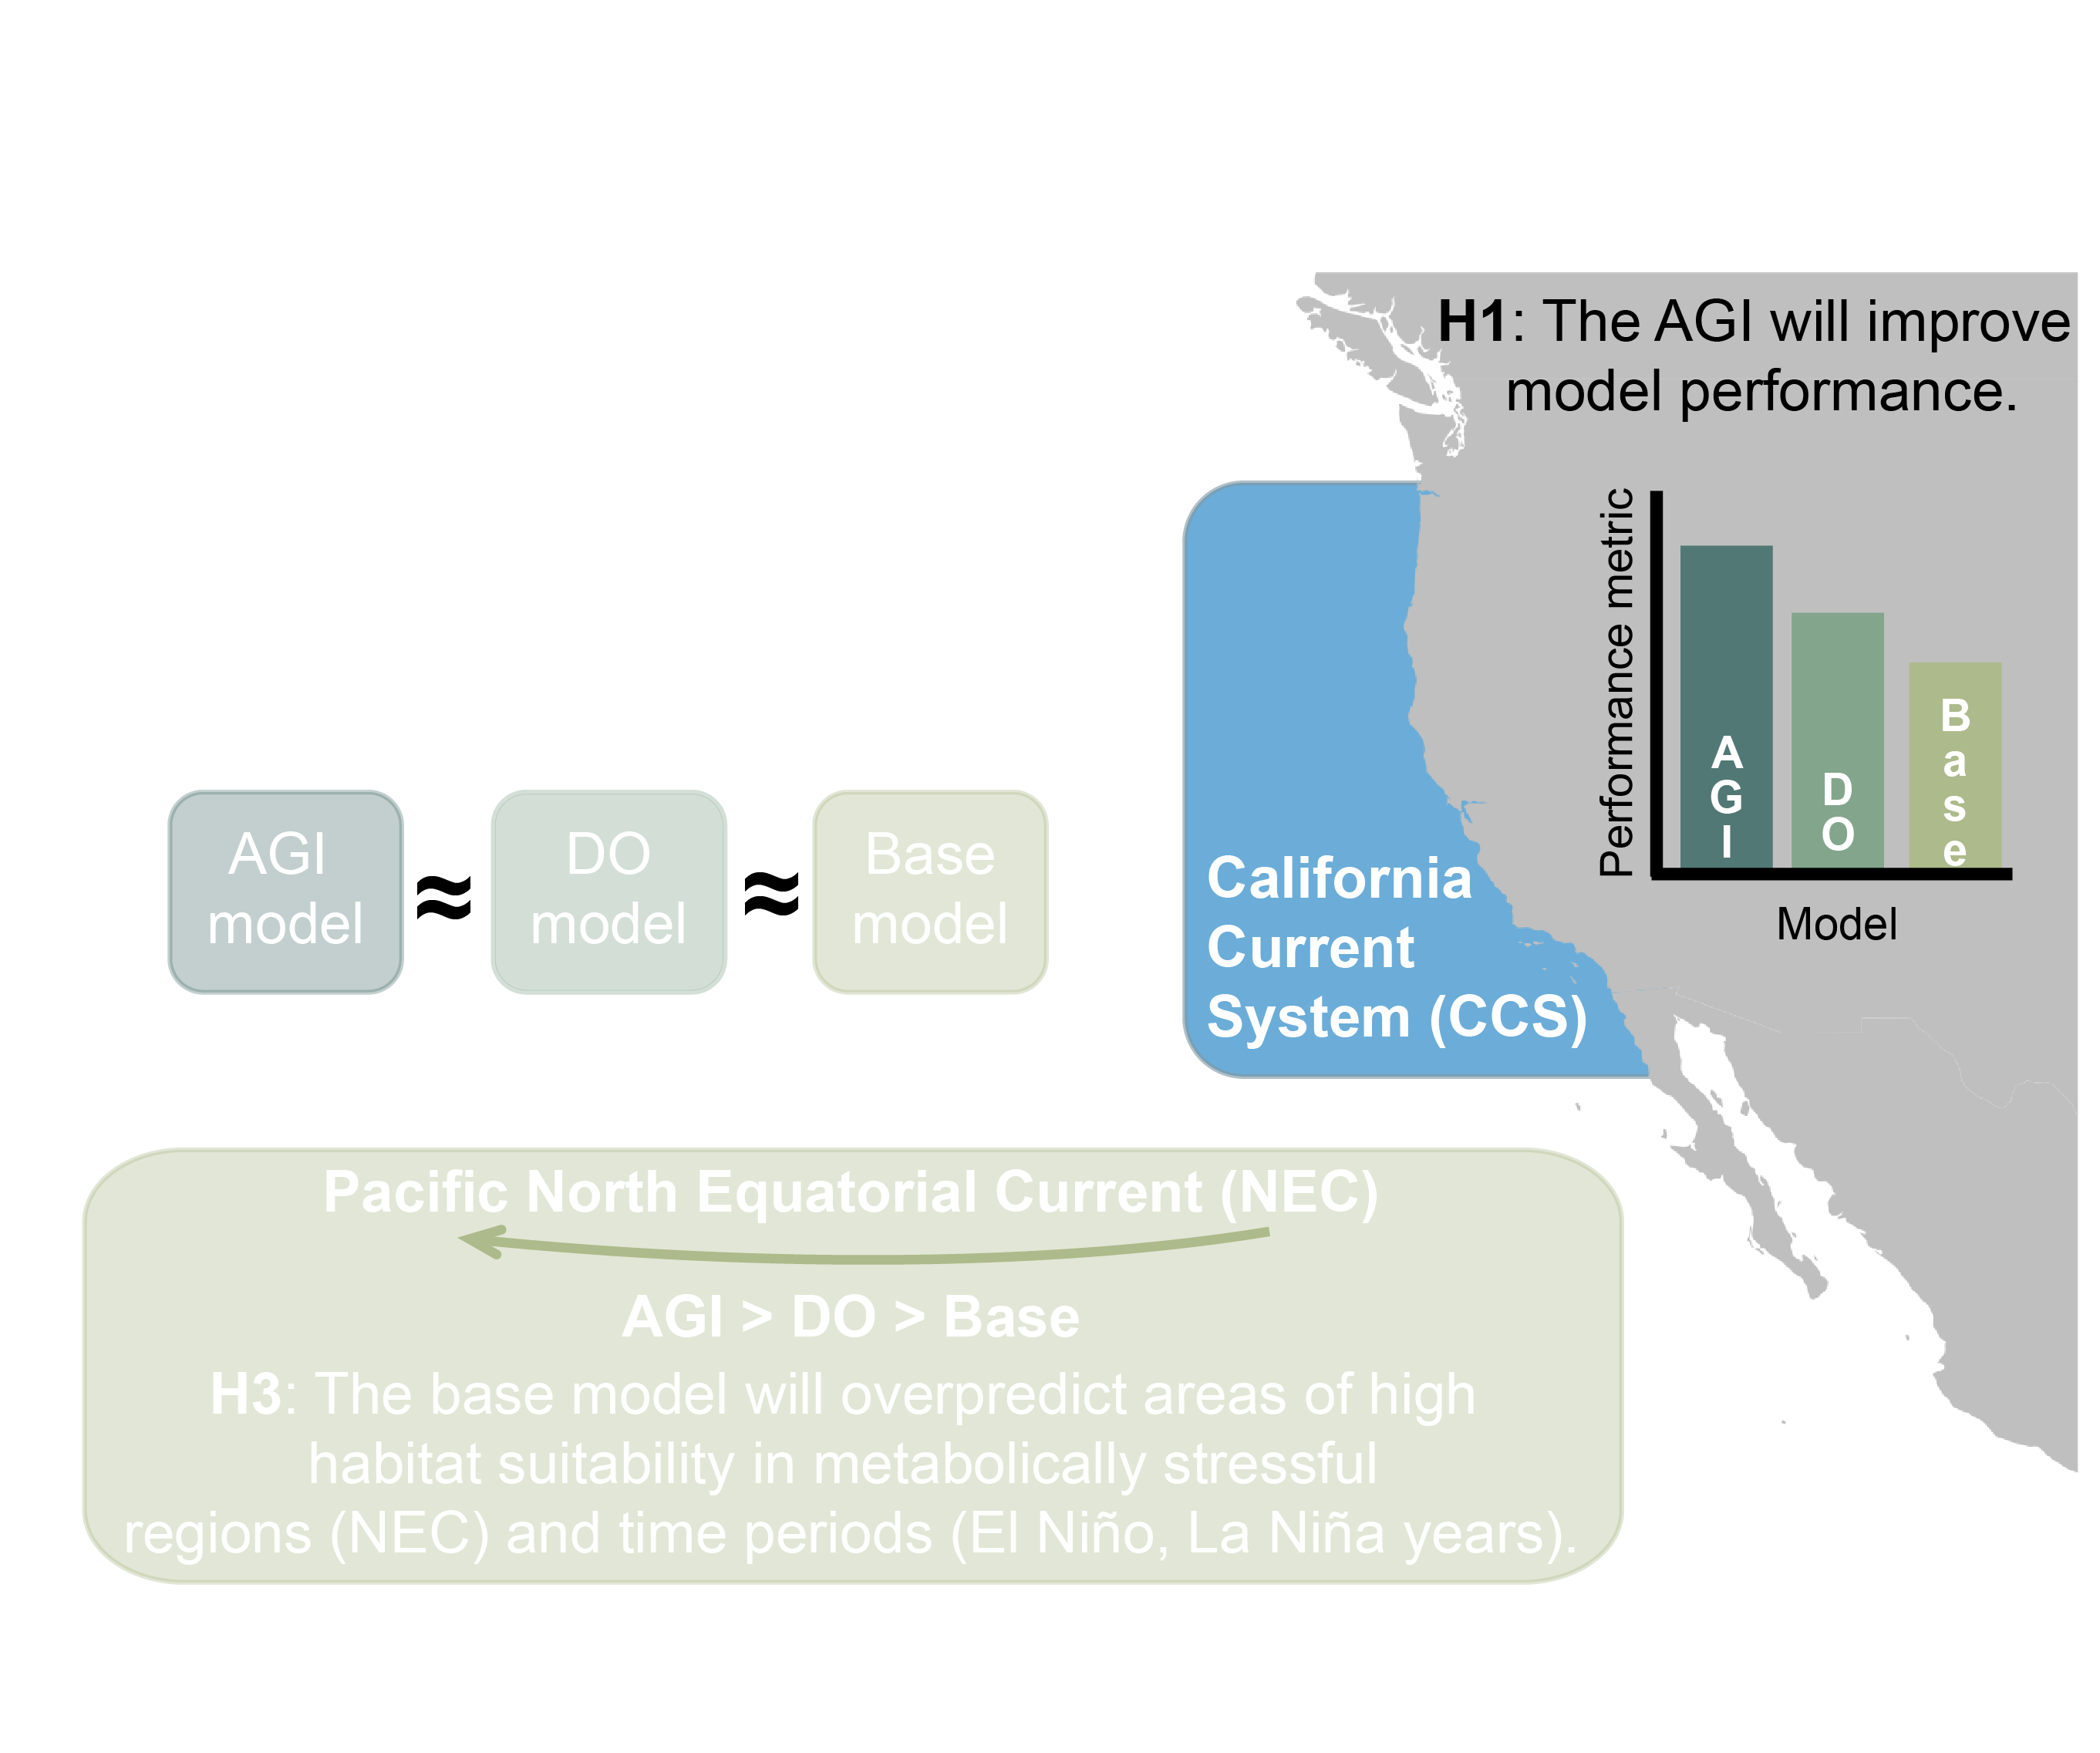 H1: The AGI will improve
model performance.
Performance metric
AGI
DO
Base
Model
AGI
model
≈
DO
model
≈
Base
model
California
Current
System (CCS)
Pacific North Equatorial Current (NEC)
AGI > DO > Base
H3: The base model will overpredict areas of high
habitat suitability in metabolically stressful
regions (NEC) and time periods (El Niño, La Niña years).